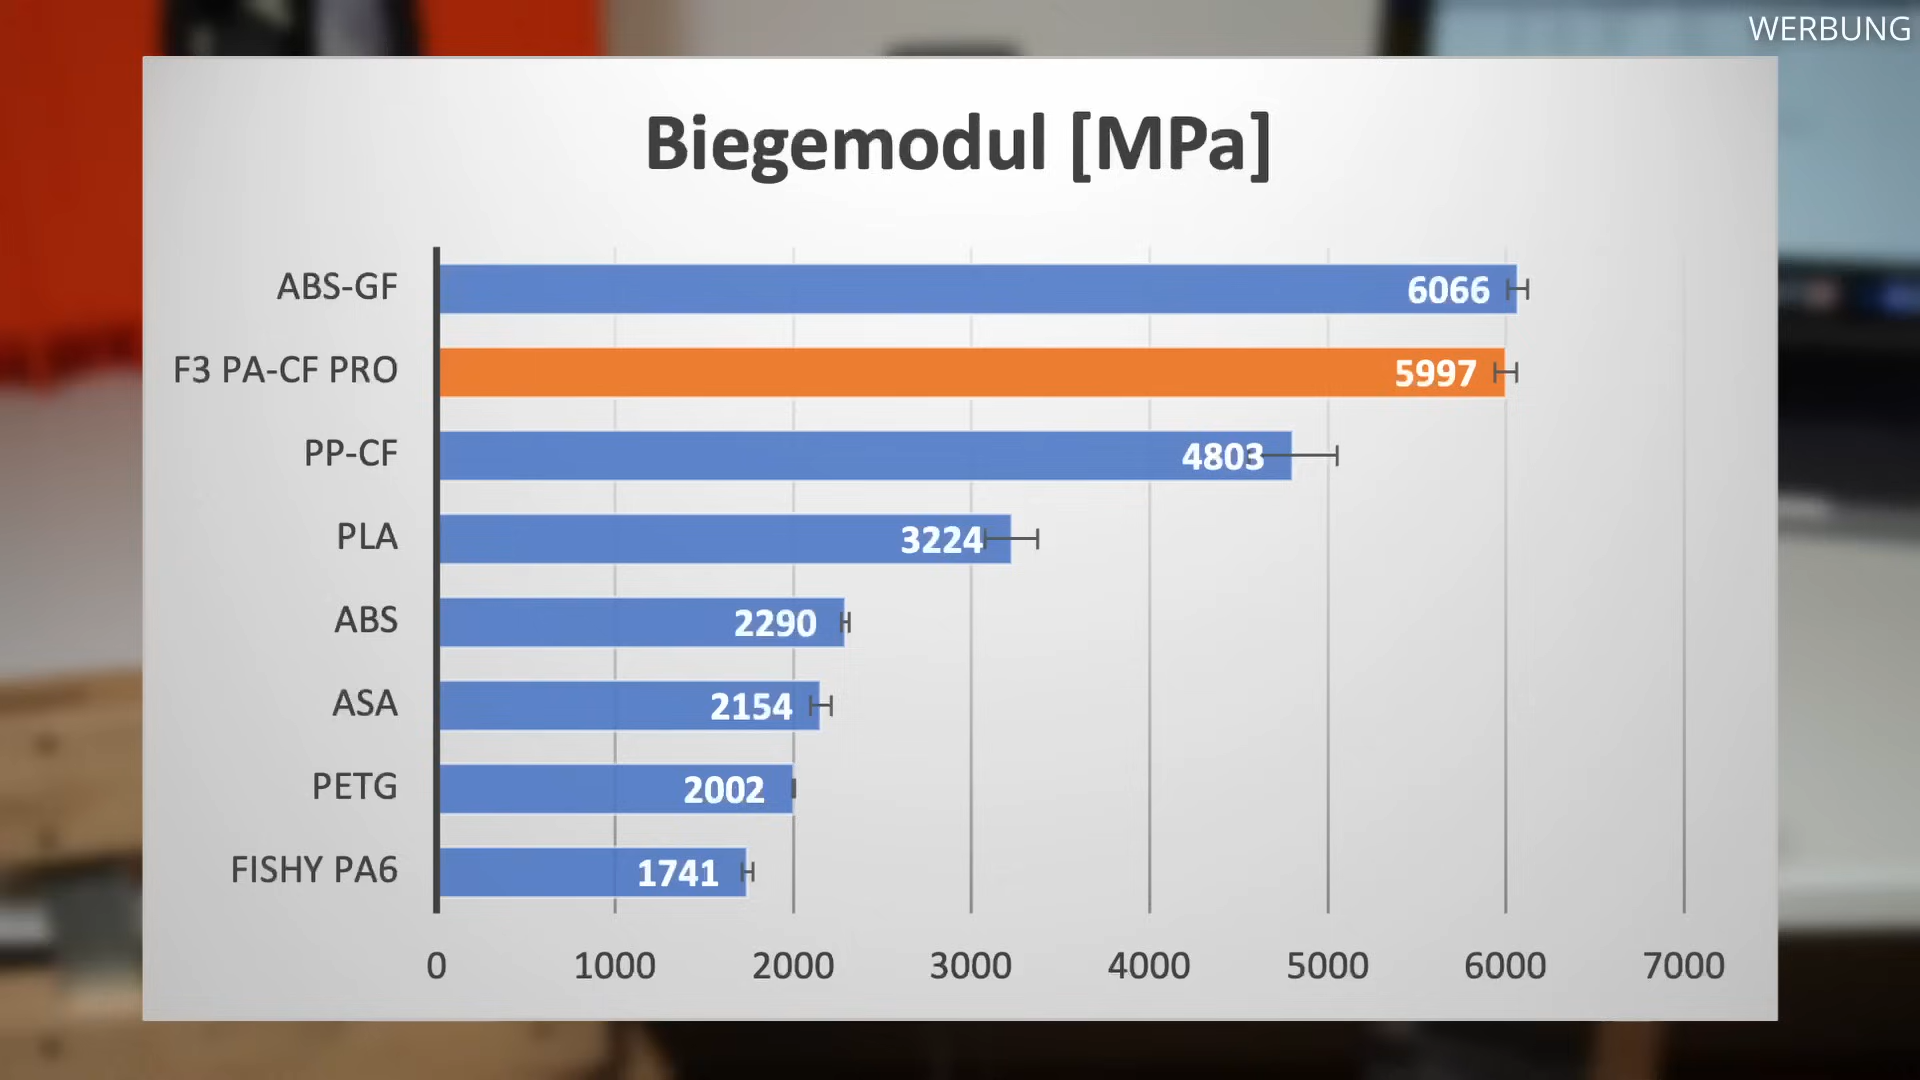 WERBUNG
Biegemodul [MPa]
ABS-GF 6066
F3 PA-CF PRO 5997
PP-CF 4803
PLA 3224
ABS 2290
ASA 2154
PETG 2002
FISHY PA6 1741
0 1000 2000 3000 4000 5000 6000 7000